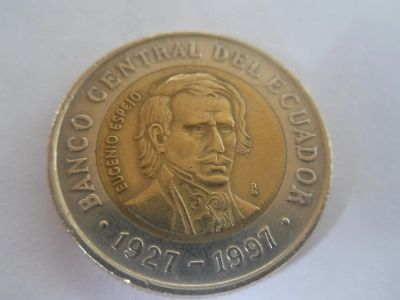 BANCO CENTRAL DEL ECUADOR
EUGENIO ESPEJO
· 1927 - 1997 ·